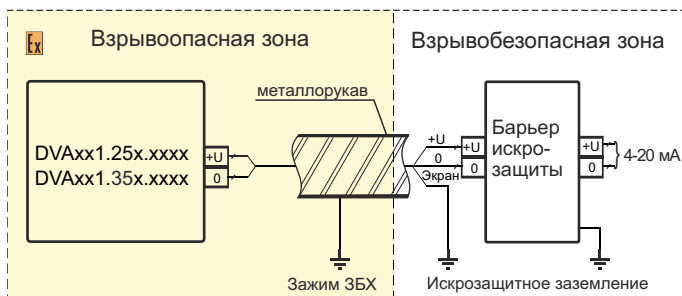 Ex
Взрывоопасная зона
Взрывобезопасная зона
металлорукав
DVAxx1.25x.xxxx
DVAxx1.35x.xxxx
+U
0
+U
0
Экран
+U
0
Барьер
искро-
защиты
+U
0
4-20 мА
Зажим ЗБХ
Искрозащитное заземление